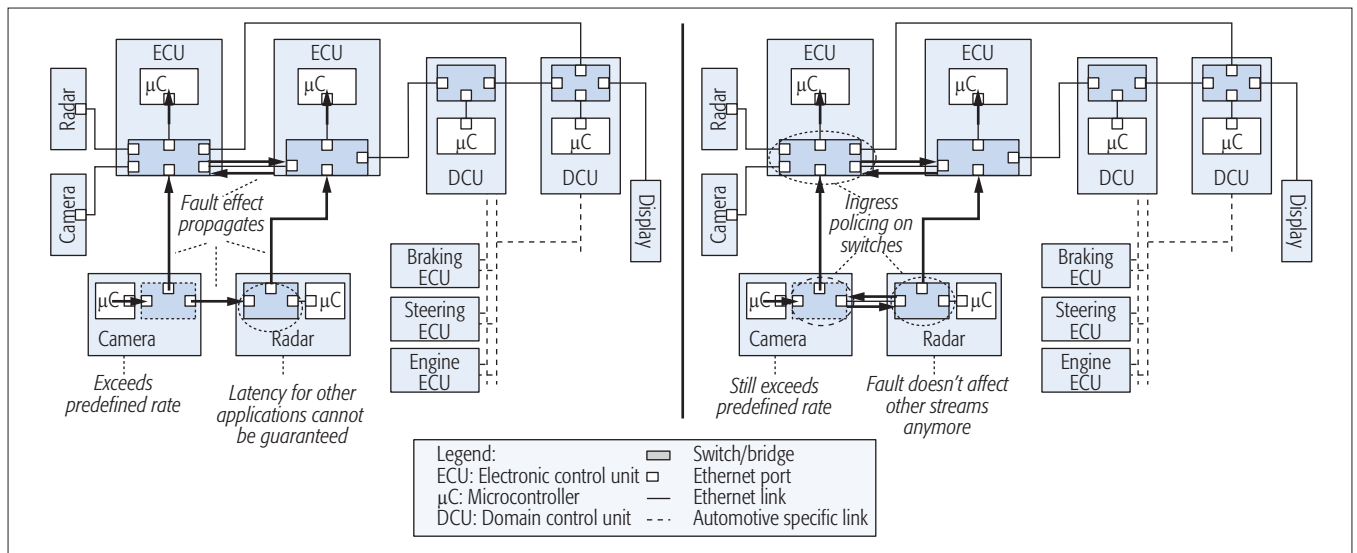 ECU
ECU
μC
μC
Radar
Camera
μC
μC
DCU
DCU
Display
Fault effect
propagates
Braking
ECU
Steering
ECU
Engine
ECU
μC
μC
Camera
Radar
Exceeds
predefined rate
Latency for other
applications cannot
be guaranteed
ECU
ECU
μC
μC
Radar
Camera
μC
μC
DCU
DCU
Display
Ingress
policing on
switches
Braking
ECU
Steering
ECU
Engine
ECU
μC
μC
Camera
Radar
Still exceeds
predefined rate
Fault doesn't affect
other streams
anymore
Legend:
ECU: Electronic control unit
μC: Microcontroller
DCU: Domain control unit
Switch/bridge
Ethernet port
Ethernet link
Automotive specific link